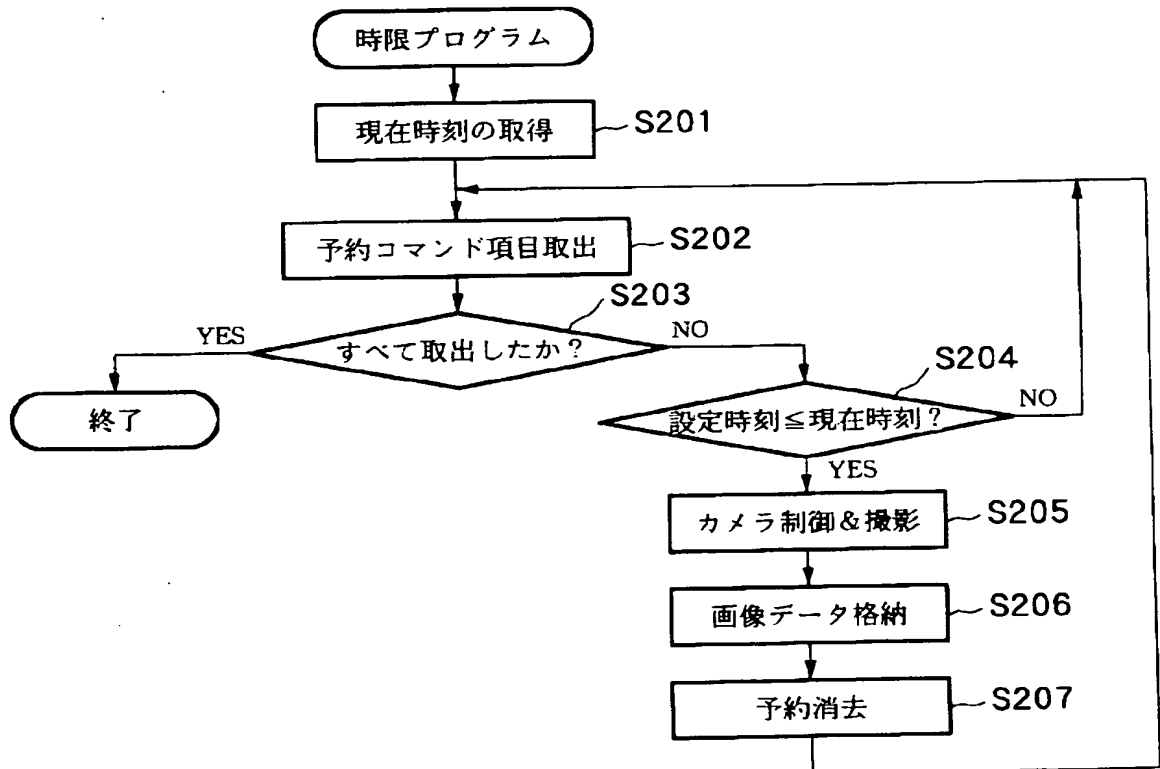 時限プログラム
現在時刻の取得
S201
予約コマンド項目取出
S202
S203
YES
すべて取出したか?
NO
S204
終了
設定時刻≦現在時刻?
NO
YES
カメラ制御&撮影
S205
画像データ格納
S206
予約消去
S207